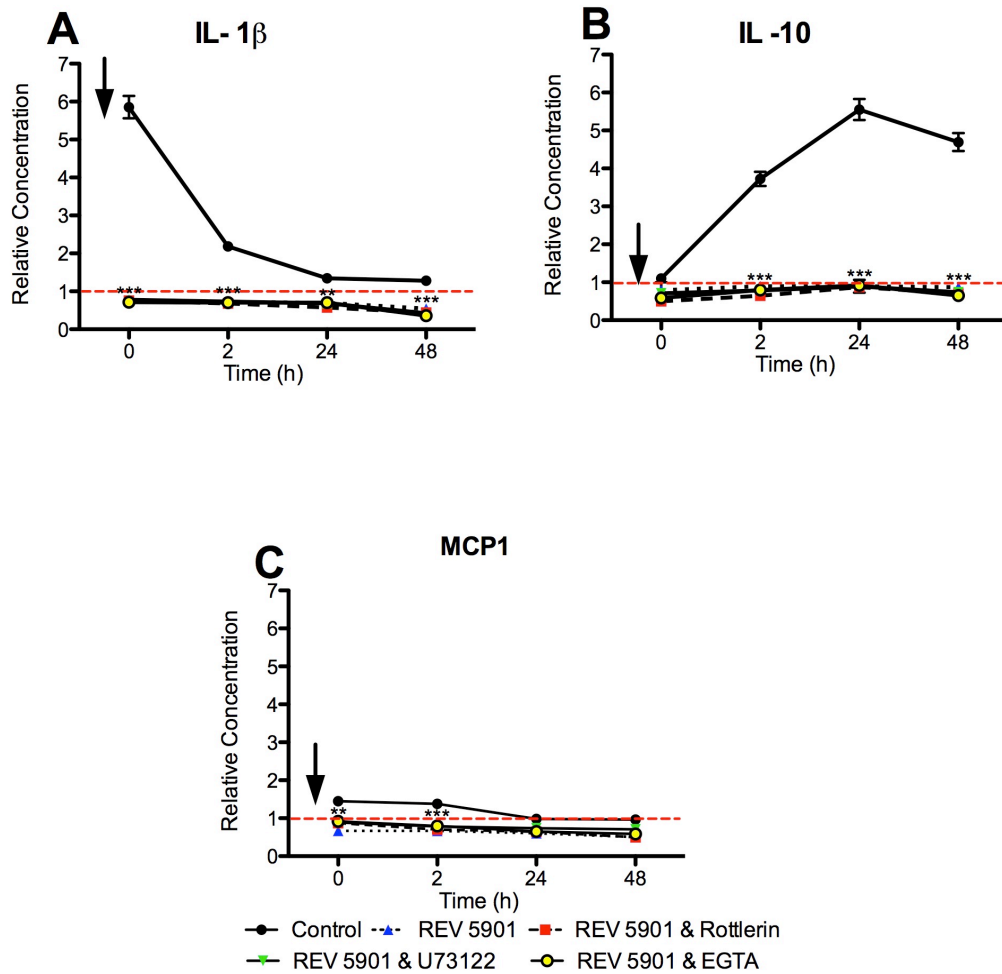 A
IL- 1β
Relative Concentration
7
6
5
4
3
2
1
0
***
***
**
***
0 2 24 48
Time (h)
B
IL -10
Relative Concentration
7
6
5
4
3
2
1
0
***
***
***
0 2 24 48
Time (h)
C
MCP1
Relative Concentration
7
6
5
4
3
2
1
0
**
***
0 2 24 48
Time (h)
Control REV 5901 REV 5901 & Rottlerin
REV 5901 & U73122 REV 5901 & EGTA